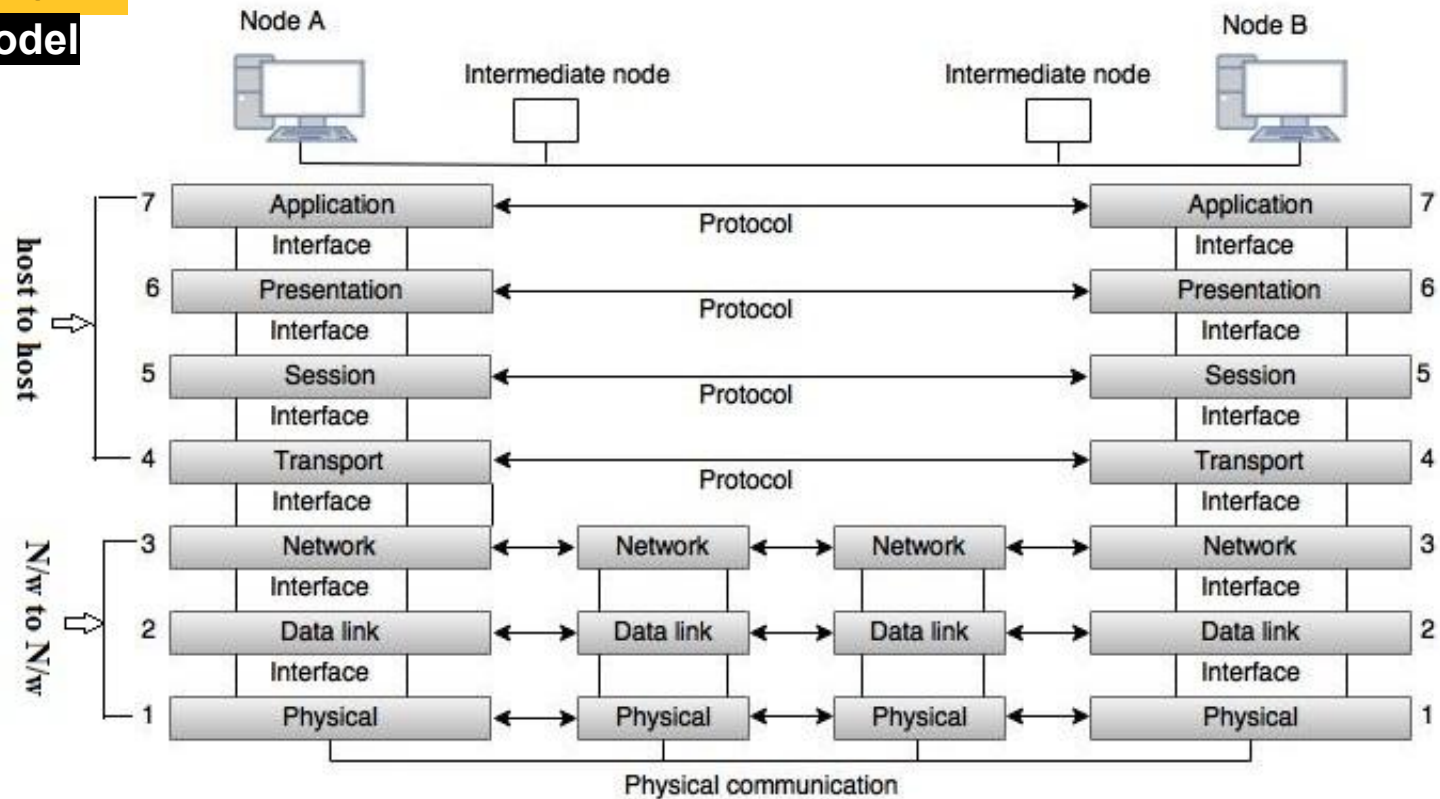 odel
Node A
Node B
Intermediate node
Intermediate node
7 Application Protocol Application 7
Interface Interface
6 Presentation Protocol Presentation 6
Interface Interface
5 Session Protocol Session 5
Interface Interface
4 Transport Protocol Transport 4
Interface Interface
3 Network Network Network Network 3
Interface Interface
2 Data link Data link Data link Data link 2
Interface Interface
1 Physical Physical Physical Physical 1
Physical communication
host to host
N/w to N/w